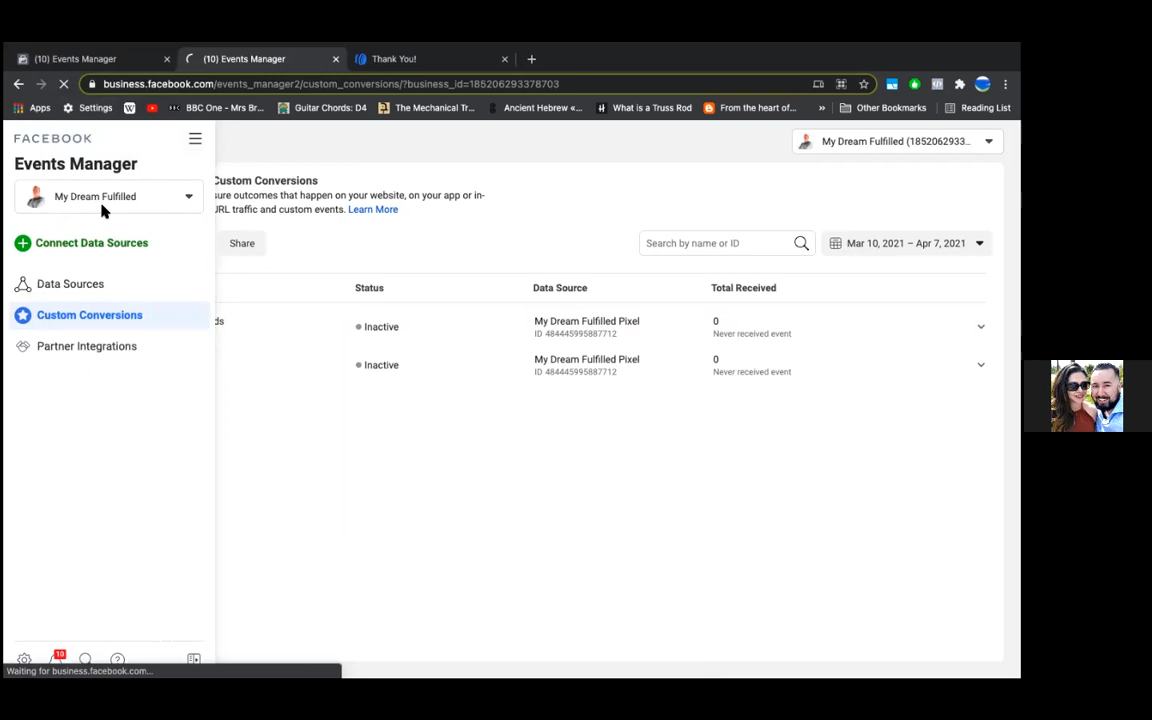 (10) Events Manager
(10) Events Manager
Thank You!
business.facebook.com/events_manager2/custom_conversions/?business_id=185206293378703
Apps
Settings
BBC One - Mrs Br...
Guitar Chords: D4
The Mechanical Tr...
Ancient Hebrew «...
What is a Truss Rod
From the heart of...
»
Other Bookmarks
Reading List
FACEBOOK
Events Manager
My Dream Fulfilled
Connect Data Sources
Data Sources
Custom Conversions
Partner Integrations
10
Waiting for business.facebook.com...
My Dream Fulfilled (1852062933...
Custom Conversions
sure outcomes that happen on your website, on your app or in-
URL traffic and custom events. Learn More
Share
Search by name or ID
Mar 10, 2021 – Apr 7, 2021
Status
Data Source
Total Received
ds
Inactive
My Dream Fulfilled Pixel
ID 484445995887712
0
Never received event
Inactive
My Dream Fulfilled Pixel
ID 484445995887712
0
Never received event